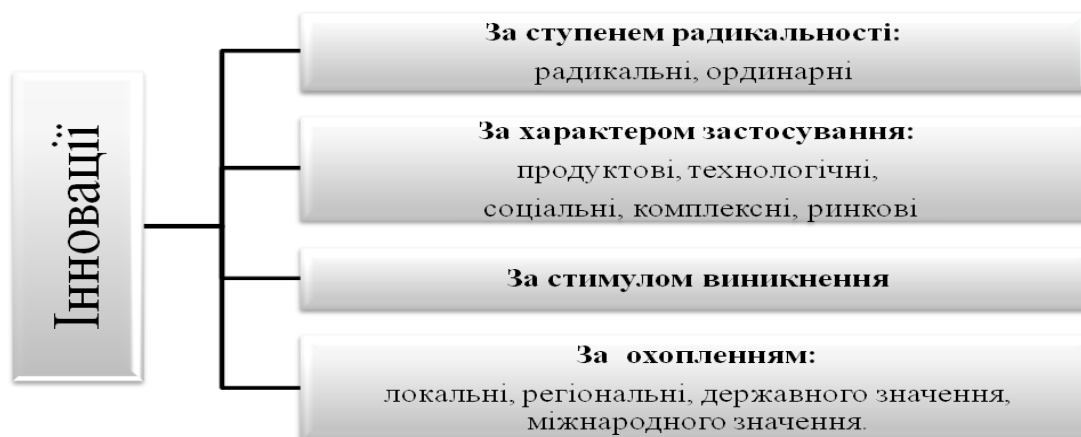 Інновації
За ступенем радикальності:
радикальні, ординарні
За характером застосування:
продуктові, технологічні,
соціальні, комплексні, ринкові
За стимулом виникнення
За охопленням:
локальні, регіональні, державного значення,
міжнародного значення.